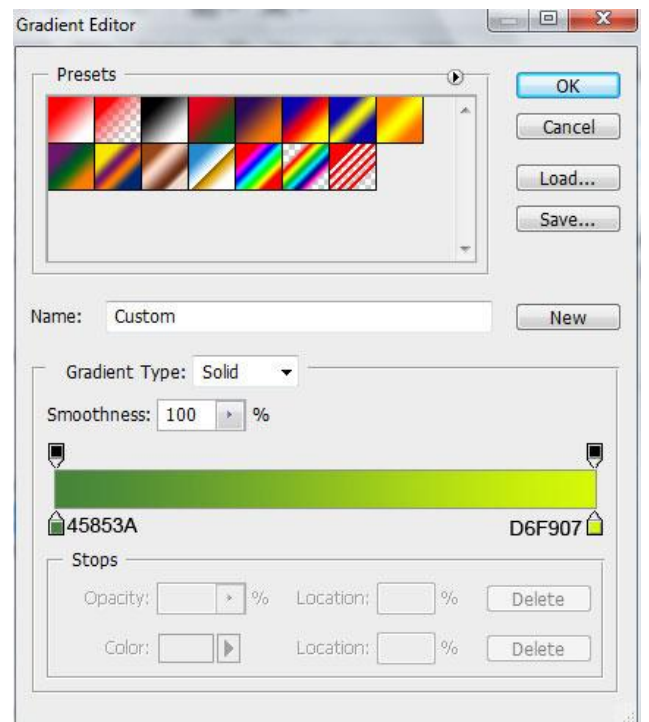 Gradient Editor
Presets
OK
Cancel
Load...
Save...
Name: Custom
New
Gradient Type: Solid
Smoothness: 100 %
45853A
D6F907
Stops
Opacity: % Location: % Delete
Color: Location: % Delete